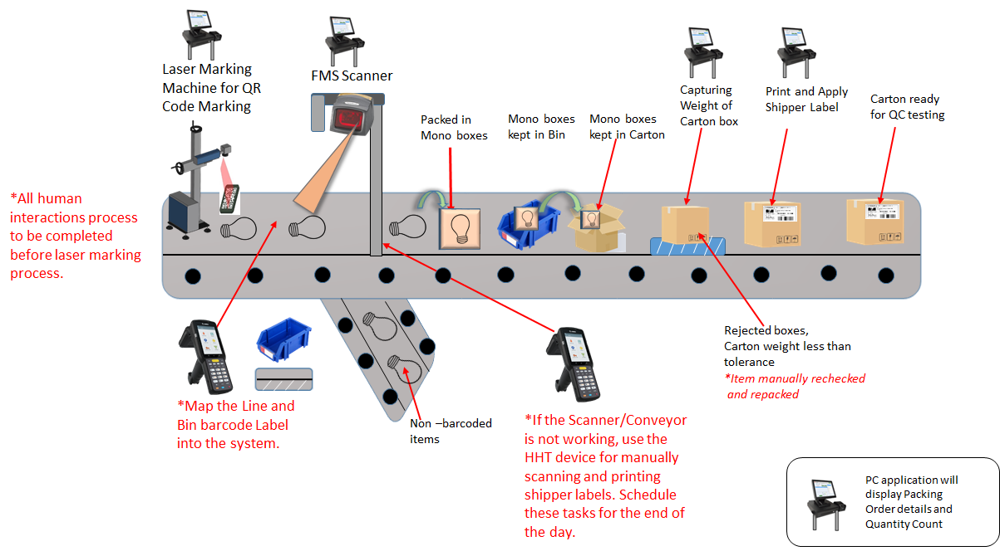 Laser Marking
Machine for QR
Code Marking
FMS Scanner
Packed in
Mono boxes
Mono boxes
kept in Bin
Mono boxes
kept in Carton
Capturing
Weight of
Carton box
Print and Apply
Shipper Label
Carton ready
for QC testing
*All human
interactions process
to be completed
before laser marking
process.
*Map the Line and
Bin barcode Label
into the system.
Non –barcoded
items
*If the Scanner/Conveyor
is not working, use the
HHT device for manually
scanning and printing
shipper labels. Schedule
these tasks for the end of
the day.
Rejected boxes,
Carton weight less than
tolerance
*Item manually rechecked
and repacked
PC application will
display Packing
Order details and
Quantity Count